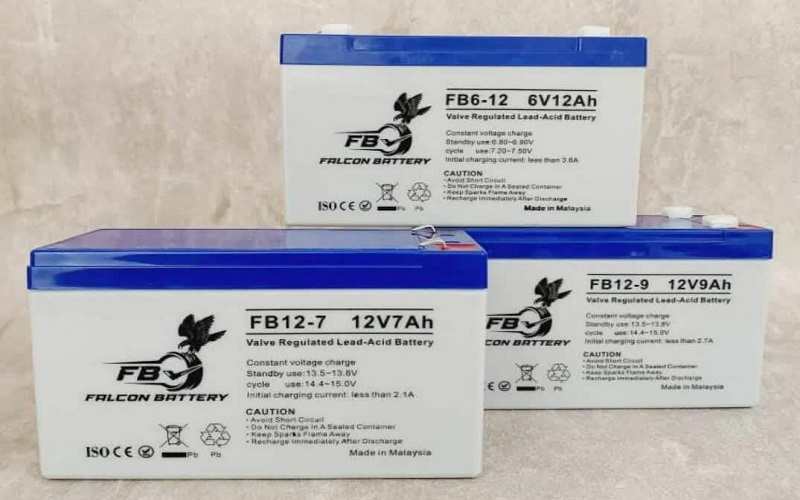 FB6-12 6V12Ah
Valve Regulated Lead-Acid Battery
Constant voltage charge
Standby use:6.80~6.90V
cycle use:7.20~7.50V
Initial charging current: less than 3.6A
FB
FALCON BATTERY
CAUTION
• Avoid Short Circuit
• Do Not Charge In A Sealed Container
• Keep Sparks Flame Away
• Recharge Immediately After Discharge
ISO CE Pb Pb
Made in Malaysia
FB12-7 12V7Ah
Valve Regulated Lead-Acid Battery
Constant voltage charge
Standby use:13.5~13.8V
cycle use:14.4~15.0V
Initial charging current: less than 2.1A
FB
FALCON BATTERY
CAUTION
• Avoid Short Circuit
• Do Not Charge In A Sealed Container
• Keep Sparks Flame Away
• Recharge Immediately After Discharge
ISO CE Pb Pb
Made in Malaysia
FB12-9 12V9Ah
Valve Regulated Lead-Acid Battery
Constant voltage charge
Standby use:13.5~13.8V
cycle use:14.4~15.0V
Initial charging current: less than 2.7A
FB
CON BATTERY
CAUTION
• Avoid Short Circuit
• Do Not Charge In A Sealed Container
• Keep Sparks Flame Away
• Recharge Immediately After Discharge
CE Pb Pb
Made in Malaysia